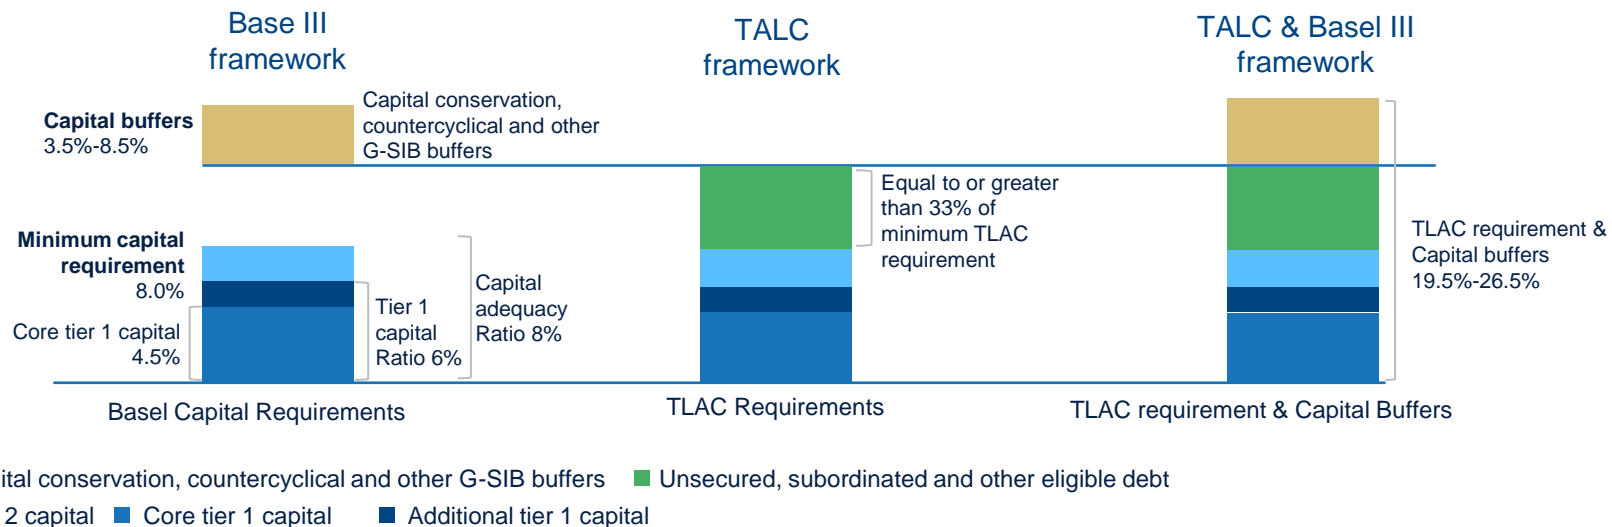 Base III
framework
TALC
framework
TALC & Basel III
framework
Capital buffers
3.5%-8.5%
Capital conservation,
countercyclical and other
G-SIB buffers
Equal to or greater
than 33% of
minimum TLAC
requirement
Minimum capital
requirement
8.0%
Core tier 1 capital
4.5%
Tier 1
capital
Ratio 6%
Capital
adequacy
Ratio 8%
TLAC requirement &
Capital buffers
19.5%-26.5%
Basel Capital Requirements
TLAC Requirements
TLAC requirement & Capital Buffers
ital conservation, countercyclical and other G-SIB buffers
Unsecured, subordinated and other eligible debt
2 capital
Core tier 1 capital
Additional tier 1 capital